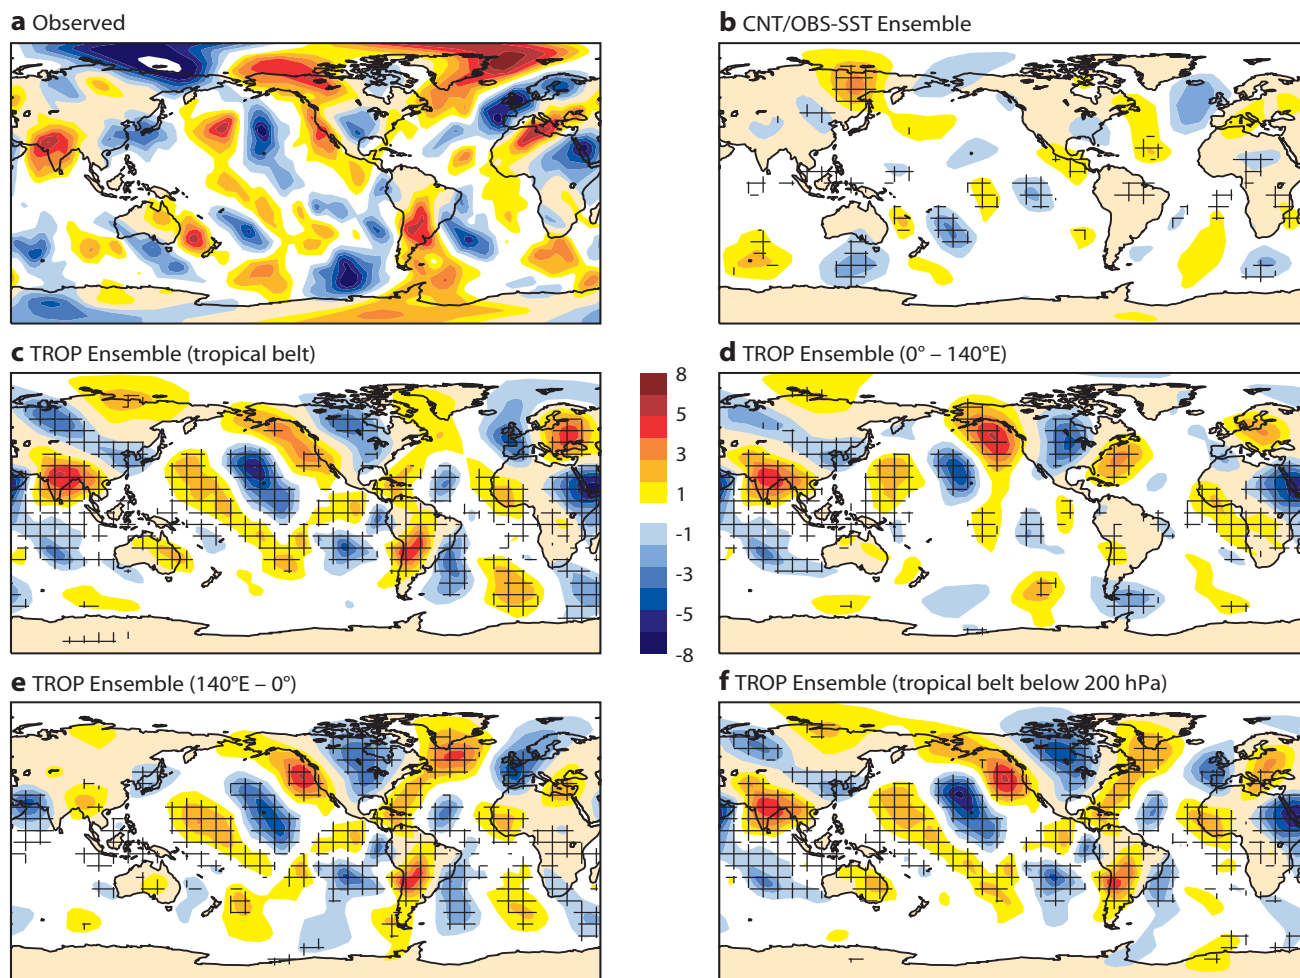 a Observed
b CNT/OBS-SST Ensemble
c TROP Ensemble (tropical belt)
d TROP Ensemble (0° – 140°E)
8
5
3
1
-1
-3
-5
-8
e TROP Ensemble (140°E – 0°)
f TROP Ensemble (tropical belt below 200 hPa)